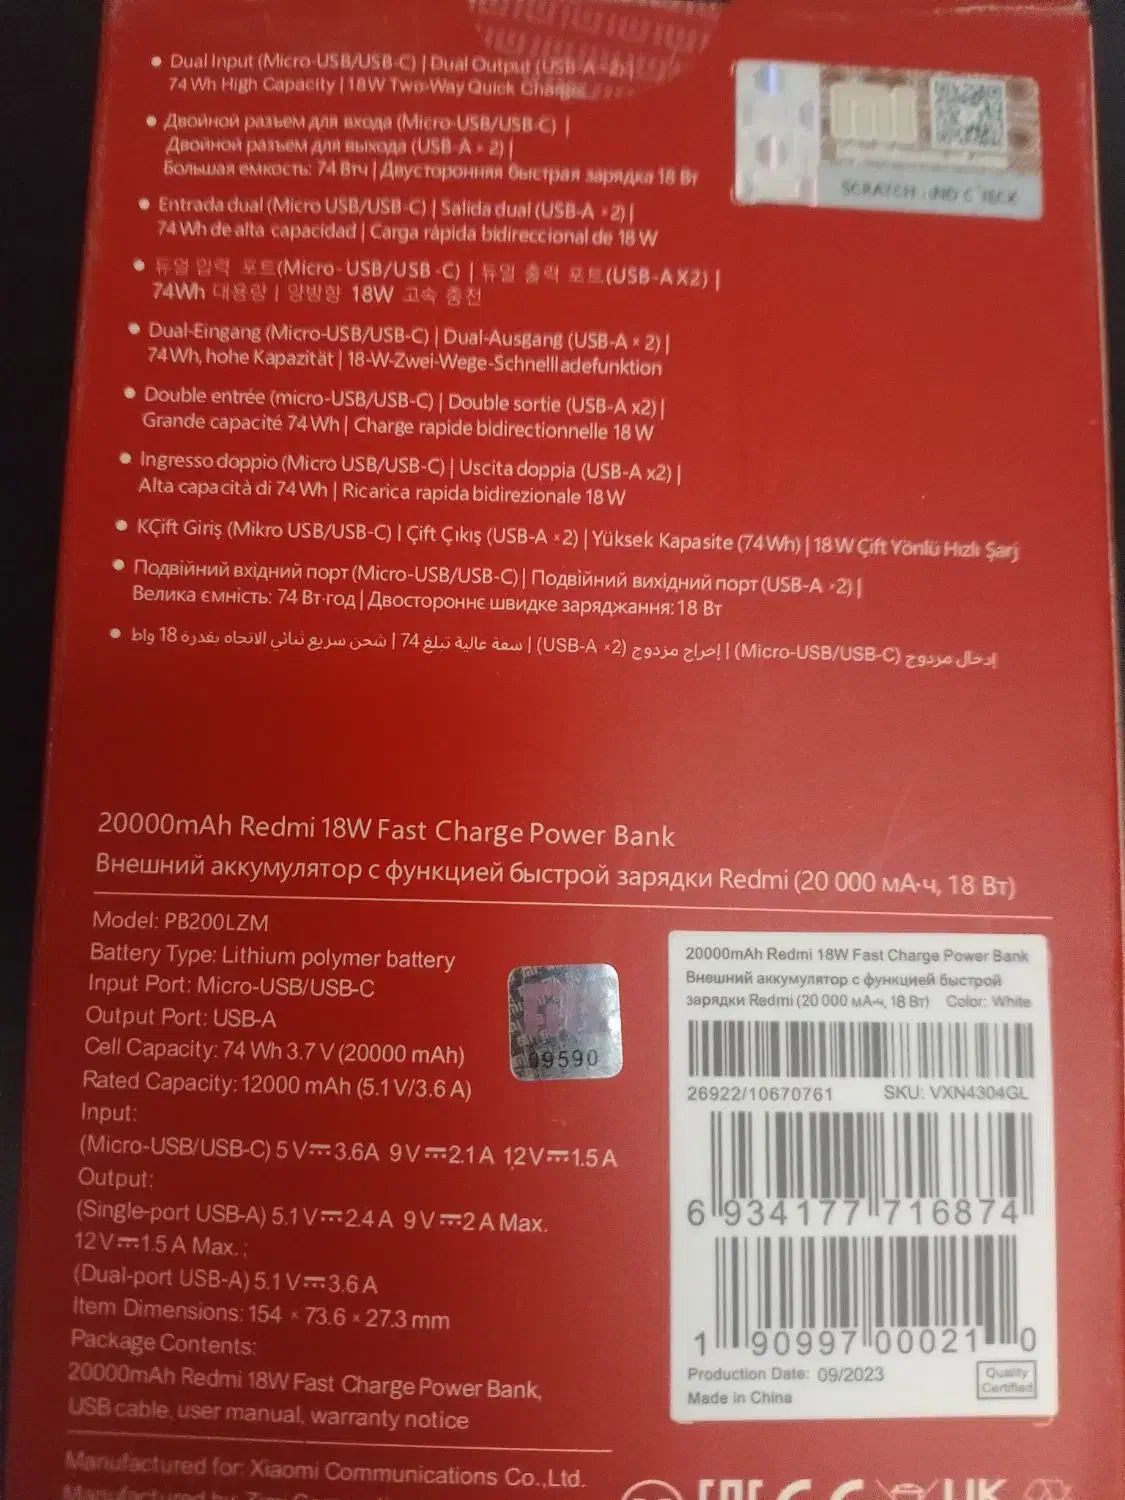 • Dual Input (Micro-USB/USB-C) | Dual Output (USB-A ×2) |
74 Wh High Capacity | 18W Two-Way Quick Charge
• Двойной разъем для входа (Micro-USB/USB-C) |
Двойной разъем для выхода (USB-A × 2) |
Большая емкость: 74 Втч | Двусторонняя быстрая зарядка 18 Вт
• Entrada dual (Micro USB/USB-C) | Salida dual (USB-A ×2) |
74 Wh de alta capacidad | Carga rápida bidireccional de 18 W
• 듀얼 입력 포트(Micro-USB/USB-C) | 듀얼 출력 포트(USB-A X2) |
74Wh 대용량 | 양방향 18W 고속 충전
• Dual-Eingang (Micro-USB/USB-C) | Dual-Ausgang (USB-A × 2) |
74 Wh, hohe Kapazität | 18-W-Zwei-Wege-Schnellladefunktion
• Double entrée (micro-USB/USB-C) | Double sortie (USB-A x2) |
Grande capacité 74 Wh | Charge rapide bidirectionnelle 18 W
• Ingresso doppio (Micro USB/USB-C) | Uscita doppia (USB-A x2) |
Alta capacità di 74 Wh | Ricarica rapida bidirezionale 18 W
• KÇift Giriş (Mikro USB/USB-C) | Çift Çıkış (USB-A ×2) | Yüksek Kapasite (74 Wh) | 18 W Çift Yönlü Hızlı Şarj
• Подвійний вхідний порт (Micro-USB/USB-C) | Подвійний вихідний порт (USB-A ×2) |
Велика ємність: 74 Вт·год | Двостороннє швидке заряджання: 18 Вт
• إدخال مزدوج (Micro-USB/USB-C) | إخراج مزدوج (USB-A ×2) | سعة عالية تبلغ 74 | شحن سريع ثنائي الاتجاه بقدرة 18 واط
mi
SCRATCH AND CHECK
20000mAh Redmi 18W Fast Charge Power Bank
Внешний аккумулятор с функцией быстрой зарядки Redmi (20 000 мА·ч, 18 Вт)
Model: PB200LZM
Battery Type: Lithium polymer battery
Input Port: Micro-USB/USB-C
Output Port: USB-A
Cell Capacity: 74 Wh 3.7 V (20000 mAh)
Rated Capacity: 12000 mAh (5.1 V/3.6 A)
Input:
(Micro-USB/USB-C) 5 V⎓3.6A 9 V⎓2.1 A 12V⎓1.5 A
Output:
(Single-port USB-A) 5.1 V⎓2.4 A 9 V⎓2 A Max.
12 V⎓1.5 A Max. ;
(Dual-port USB-A) 5.1 V⎓3.6 A
Item Dimensions: 154 × 73.6 × 27.3 mm
Package Contents:
20000mAh Redmi 18W Fast Charge Power Bank,
USB cable, user manual, warranty notice
Manufactured for: Xiaomi Communications Co.,Ltd.
Manufactured by: Zimi
09590
20000mAh Redmi 18W Fast Charge Power Bank
Внешний аккумулятор с функцией быстрой
зарядки Redmi (20 000 мА·ч, 18 Вт) Color: White
26922/10670761 SKU: VXN4304GL
6 934177 716874
1 90997 00021 0
Production Date: 09/2023
Made in China
Quality
Certified
EAC CE UK